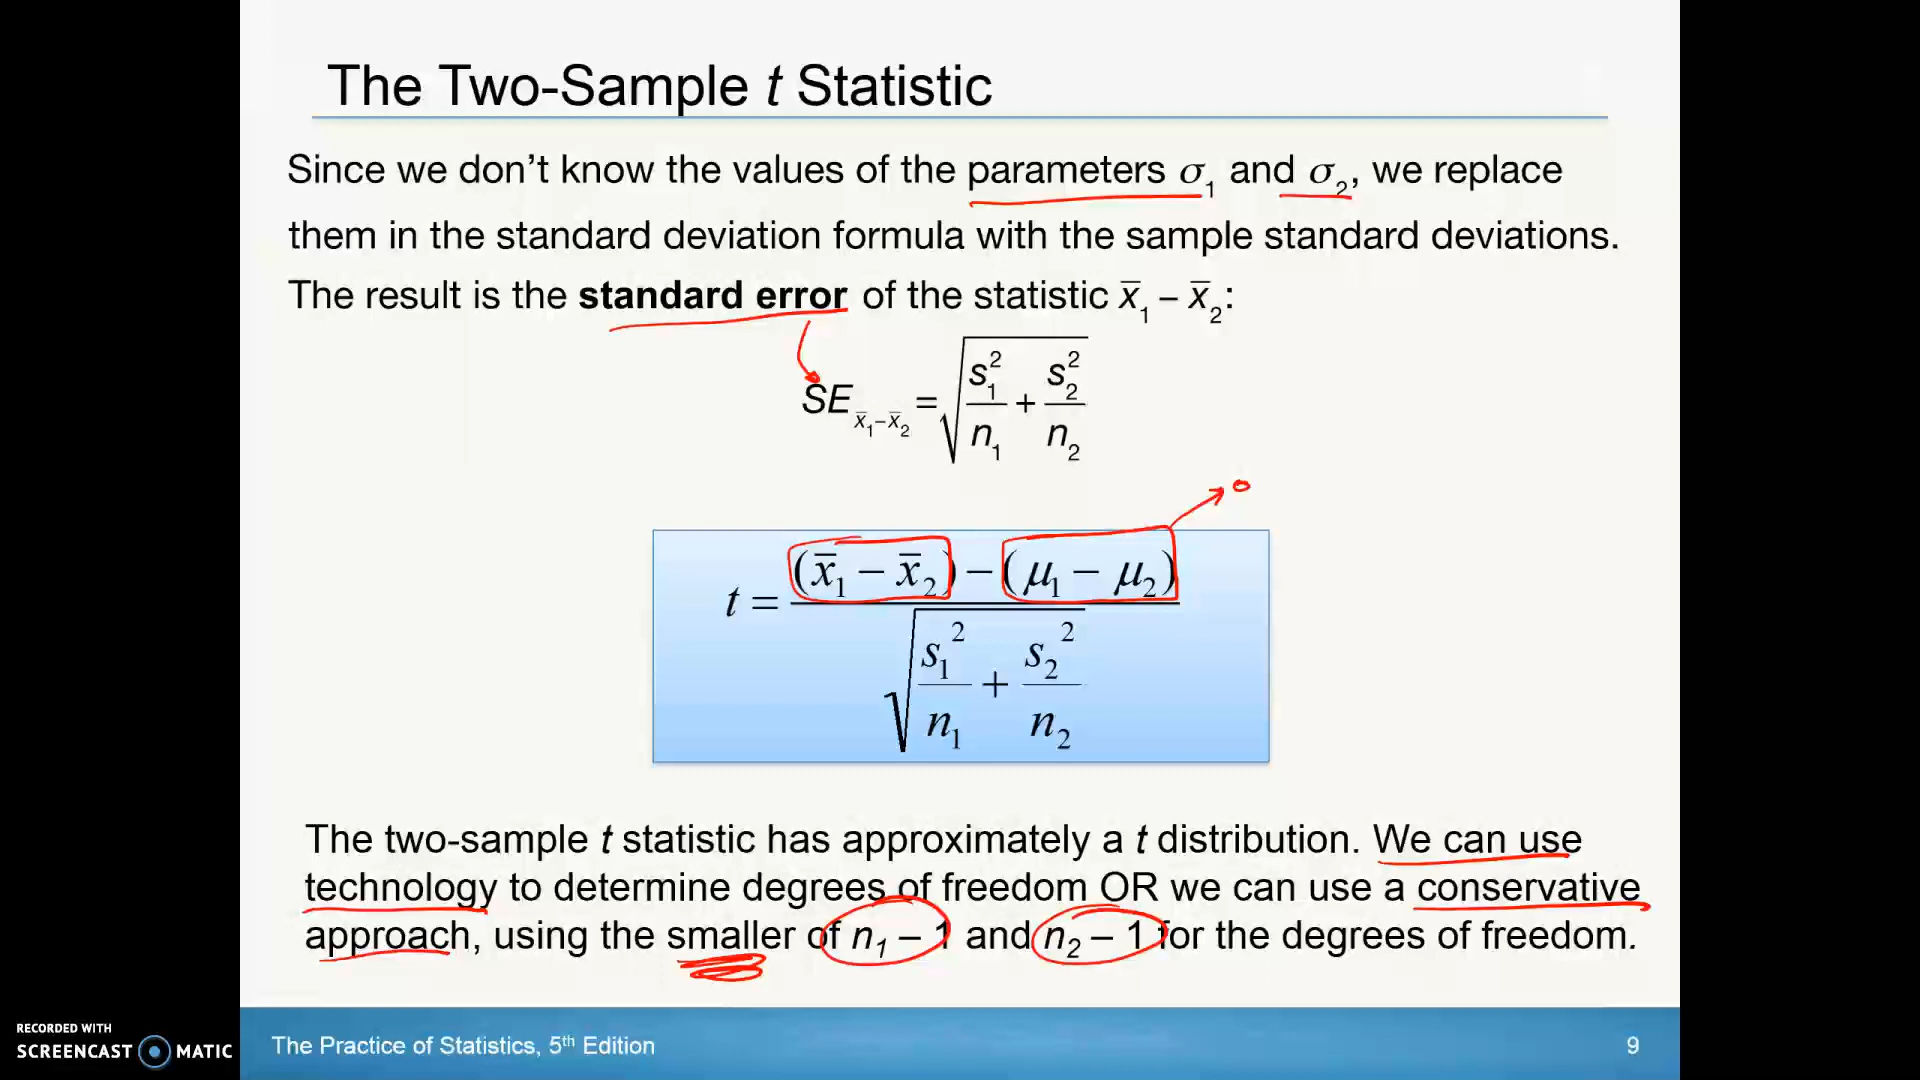 The Two-Sample t Statistic
Since we don't know the values of the parameters σ₁ and σ₂, we replace
them in the standard deviation formula with the sample standard deviations.
The result is the standard error of the statistic x̄₁ – x̄₂:
SE_{x̄₁–x̄₂} = √(s₁²/n₁ + s₂²/n₂)
0
t = ((x̄₁ − x̄₂) − (μ₁ − μ₂)) / √(s₁²/n₁ + s₂²/n₂)
The two-sample t statistic has approximately a t distribution. We can use
technology to determine degrees of freedom OR we can use a conservative
approach, using the smaller of n₁ – 1 and n₂ – 1 for the degrees of freedom.
RECORDED WITH
SCREENCAST MATIC
The Practice of Statistics, 5th Edition
9